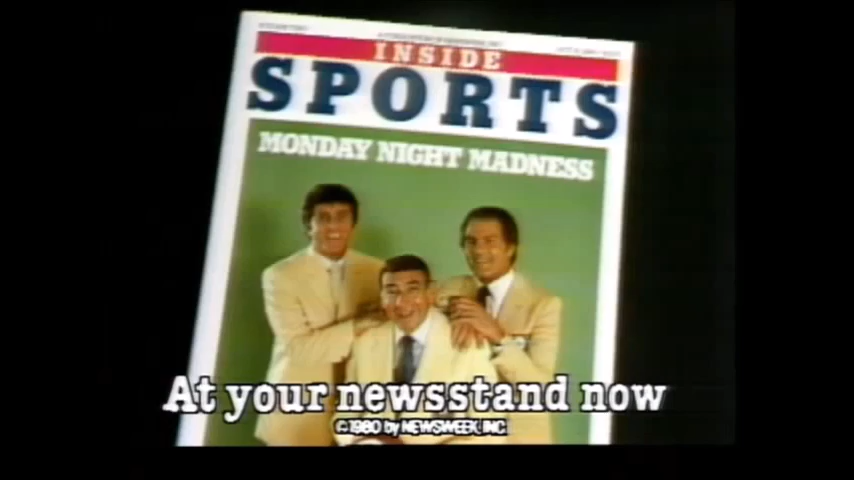 INSIDE
SPORTS
MONDAY NIGHT MADNESS
At your newsstand now
© 1980 by NEWSWEEK, INC.